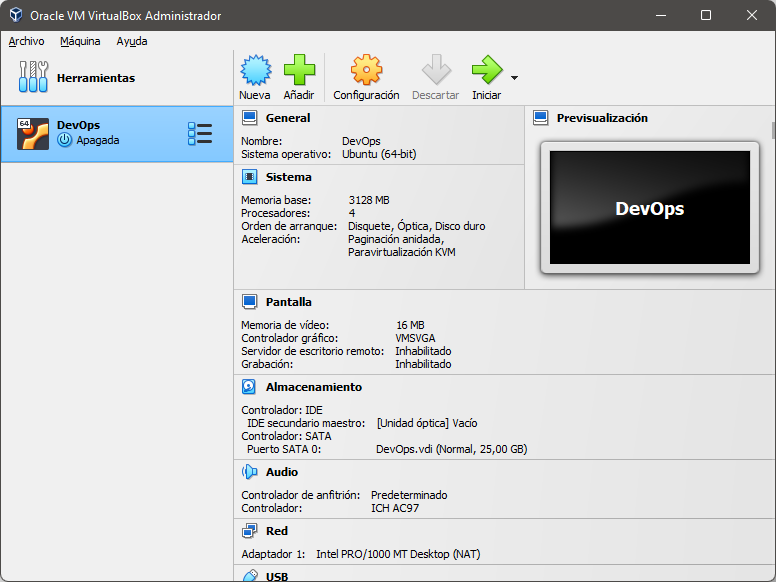 Oracle VM VirtualBox Administrador
Archivo Máquina Ayuda
Herramientas
Nueva Añadir Configuración Descartar Iniciar
64
DevOps
Apagada
General
Nombre: DevOps
Sistema operativo: Ubuntu (64-bit)
Previsualización
DevOps
Sistema
Memoria base: 3128 MB
Procesadores: 4
Orden de arranque: Disquete, Óptica, Disco duro
Aceleración: Paginación anidada,
Paravirtualización KVM
Pantalla
Memoria de vídeo: 16 MB
Controlador gráfico: VMSVGA
Servidor de escritorio remoto: Inhabilitado
Grabación: Inhabilitado
Almacenamiento
Controlador: IDE
IDE secundario maestro: [Unidad óptica] Vacío
Controlador: SATA
Puerto SATA 0: DevOps.vdi (Normal, 25,00 GB)
Audio
Controlador de anfitrión: Predeterminado
Controlador: ICH AC97
Red
Adaptador 1: Intel PRO/1000 MT Desktop (NAT)
USB